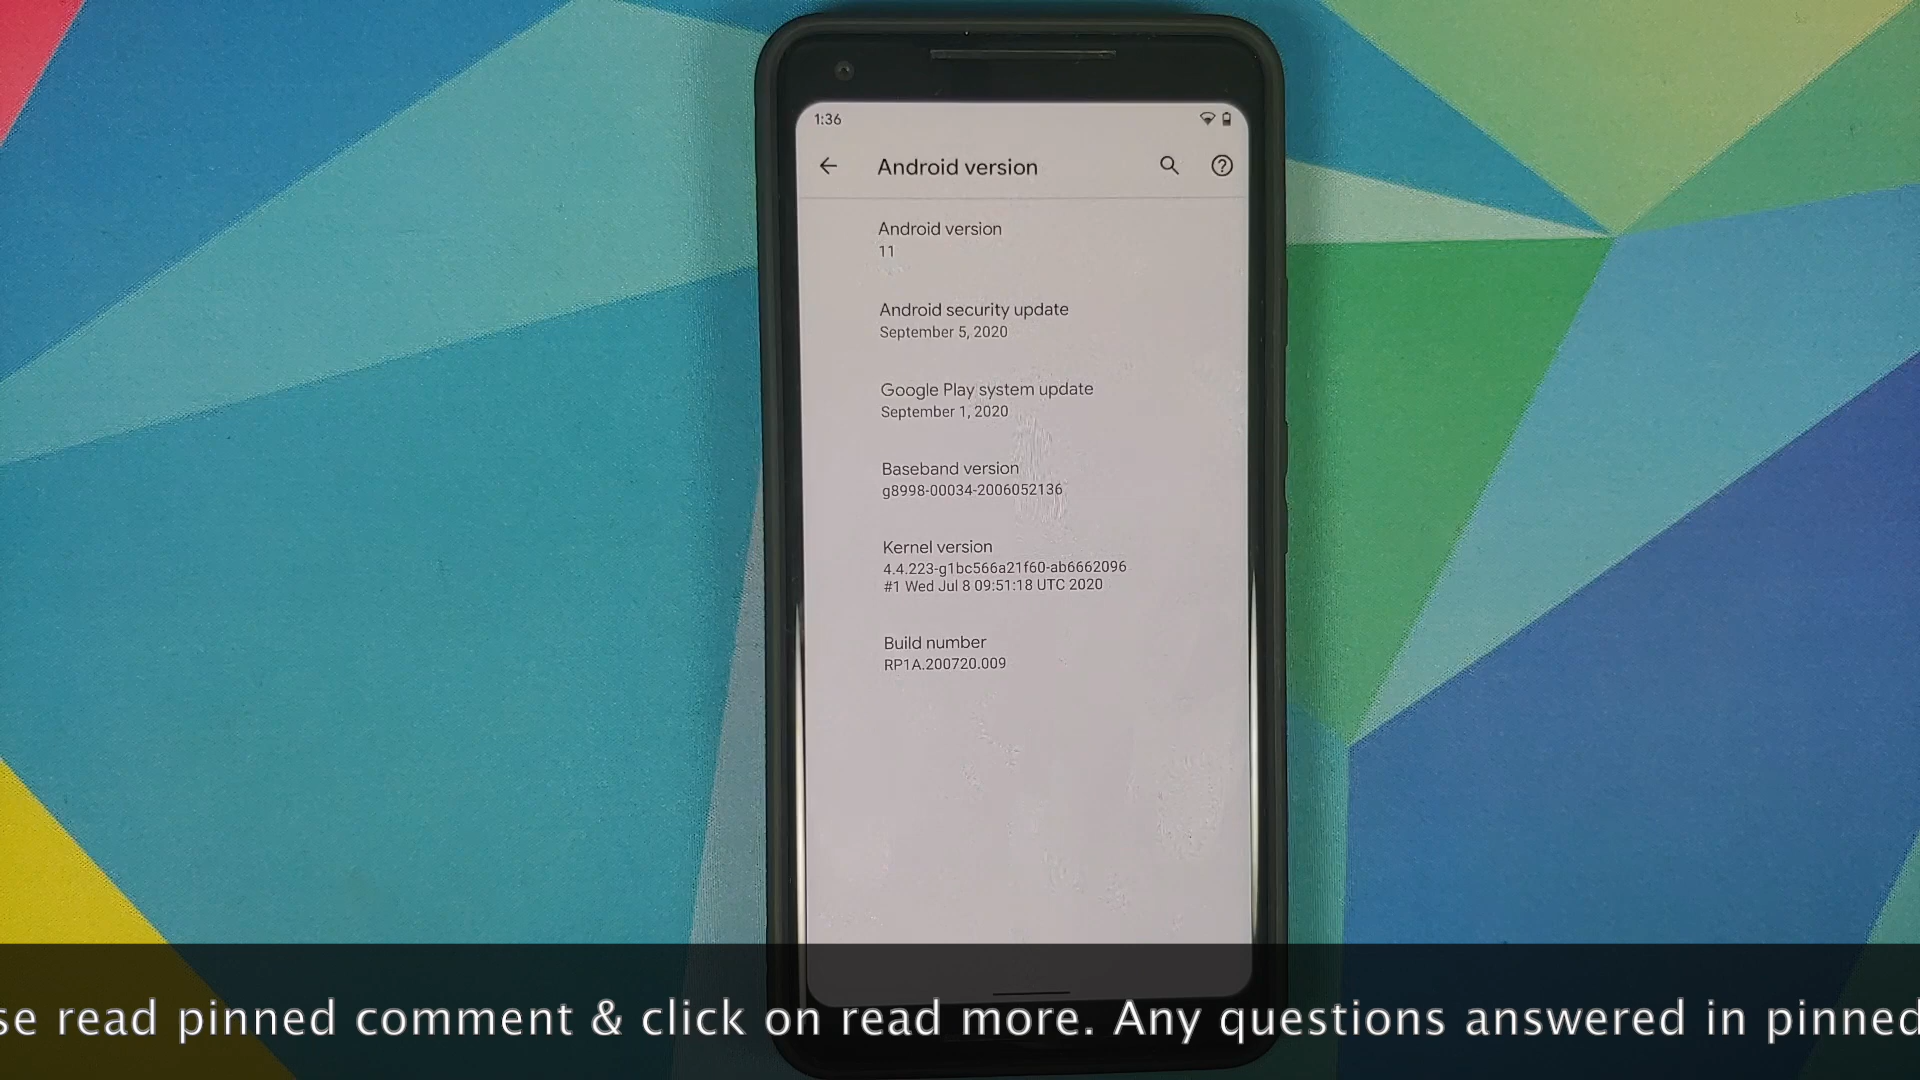 1:36
Android version
Android version
11
Android security update
September 5, 2020
Google Play system update
September 1, 2020
Baseband version
g8998-00034-2006052136
Kernel version
4.4.223-g1bc566a21f60-ab6662096
#1 Wed Jul 8 09:51:18 UTC 2020
Build number
RP1A.200720.009
se read pinned comment & click on read more. Any questions answered in pinned